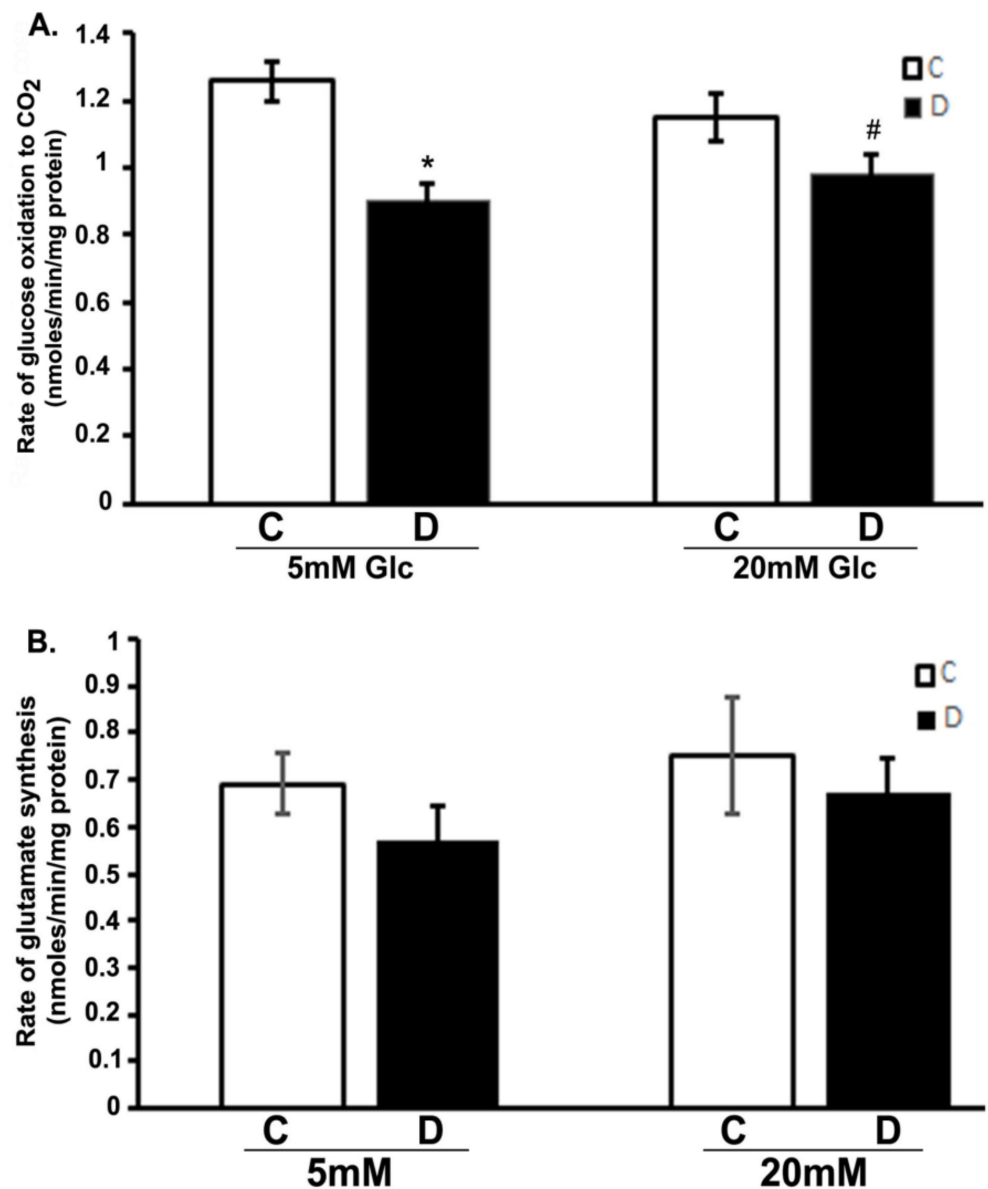 A.
Rate of glucose oxidation to CO2
(nmoles/min/mg protein)
1.4
1.2
1
0.8
0.6
0.4
0.2
0
C
D
*
#
C D C D
5mM Glc 20mM Glc
B.
Rate of glutamate synthesis
(nmoles/min/mg protein)
1
0.9
0.8
0.7
0.6
0.5
0.4
0.3
0.2
0.1
0
C
D
C D C D
5mM 20mM